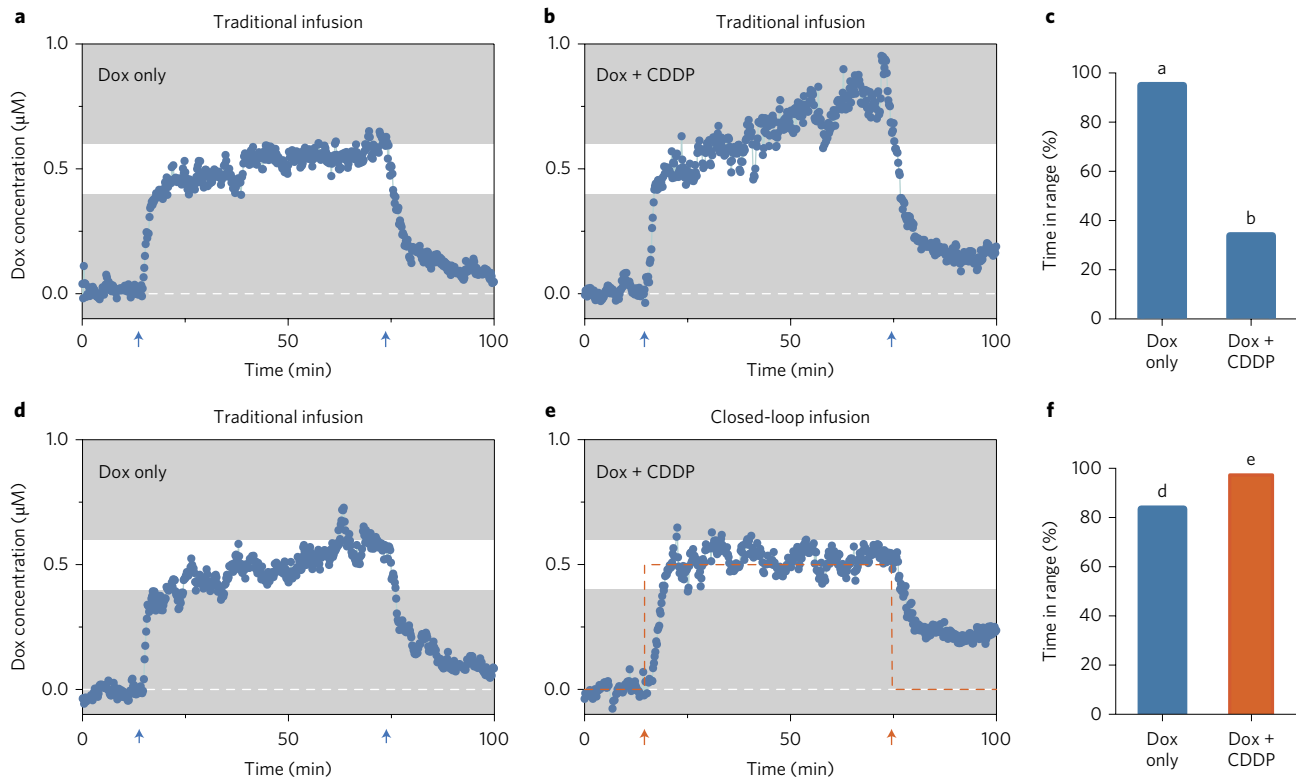 a
Traditional infusion
Dox only
Dox concentration (μM)
1.0
0.5
0.0
0
50
100
Time (min)
b
Traditional infusion
Dox + CDDP
1.0
0.5
0.0
0
50
100
Time (min)
c
Time in range (%)
100
80
60
40
20
0
a
b
Dox
only
Dox +
CDDP
d
Traditional infusion
Dox only
Dox concentration (μM)
1.0
0.5
0.0
0
50
100
Time (min)
e
Closed-loop infusion
Dox + CDDP
1.0
0.5
0.0
0
50
100
Time (min)
f
Time in range (%)
100
80
60
40
20
0
d
e
Dox
only
Dox +
CDDP